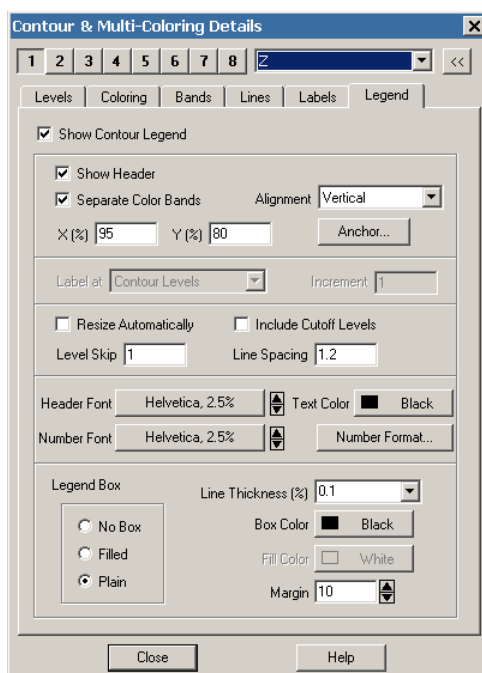 Contour & Multi-Coloring Details
1 2 3 4 5 6 7 8 Z <<
Levels Coloring Bands Lines Labels Legend
Show Contour Legend
Show Header
Separate Color Bands Alignment Vertical
X (%) 95 Y (%) 80 Anchor...
Label at Contour Levels Increment 1
Resize Automatically Include Cutoff Levels
Level Skip 1 Line Spacing 1.2
Header Font Helvetica, 2.5% Text Color Black
Number Font Helvetica, 2.5% Number Format...
Legend Box Line Thickness (%) 0.1
No Box Box Color Black
Filled Fill Color White
Plain Margin 10
Close Help